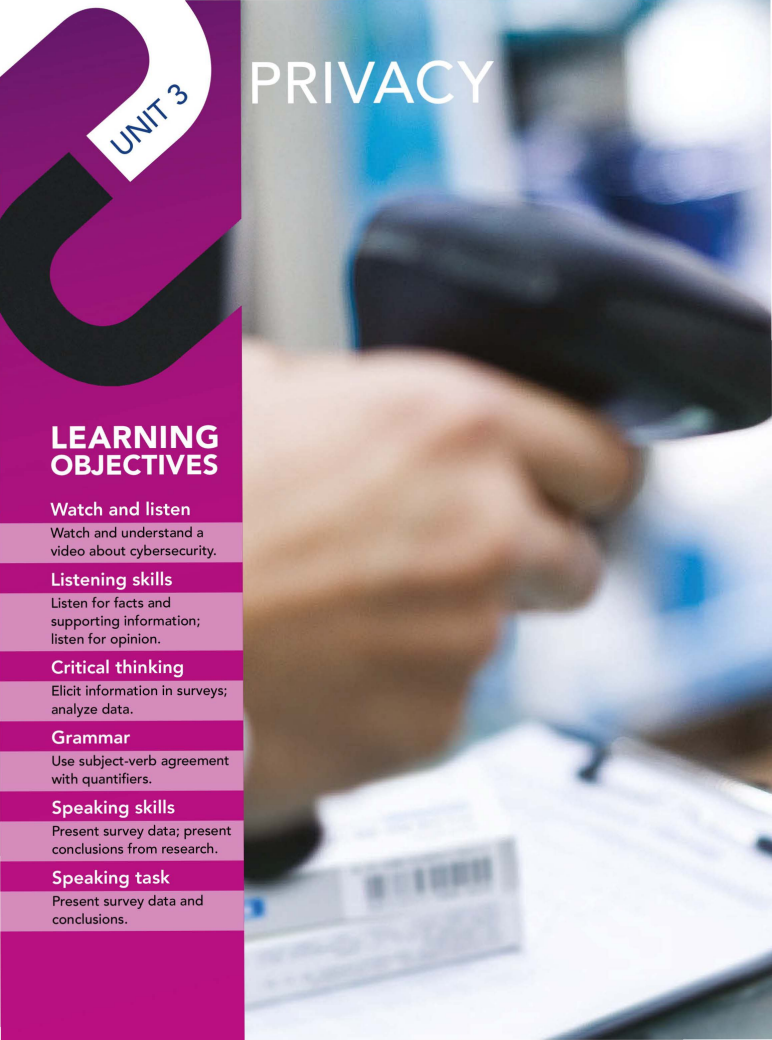 UNIT 3
PRIVACY
LEARNING
OBJECTIVES
Watch and listen
Watch and understand a
video about cybersecurity.
Listening skills
Listen for facts and
supporting information;
listen for opinion.
Critical thinking
Elicit information in surveys;
analyze data.
Grammar
Use subject-verb agreement
with quantifiers.
Speaking skills
Present survey data; present
conclusions from research.
Speaking task
Present survey data and
conclusions.